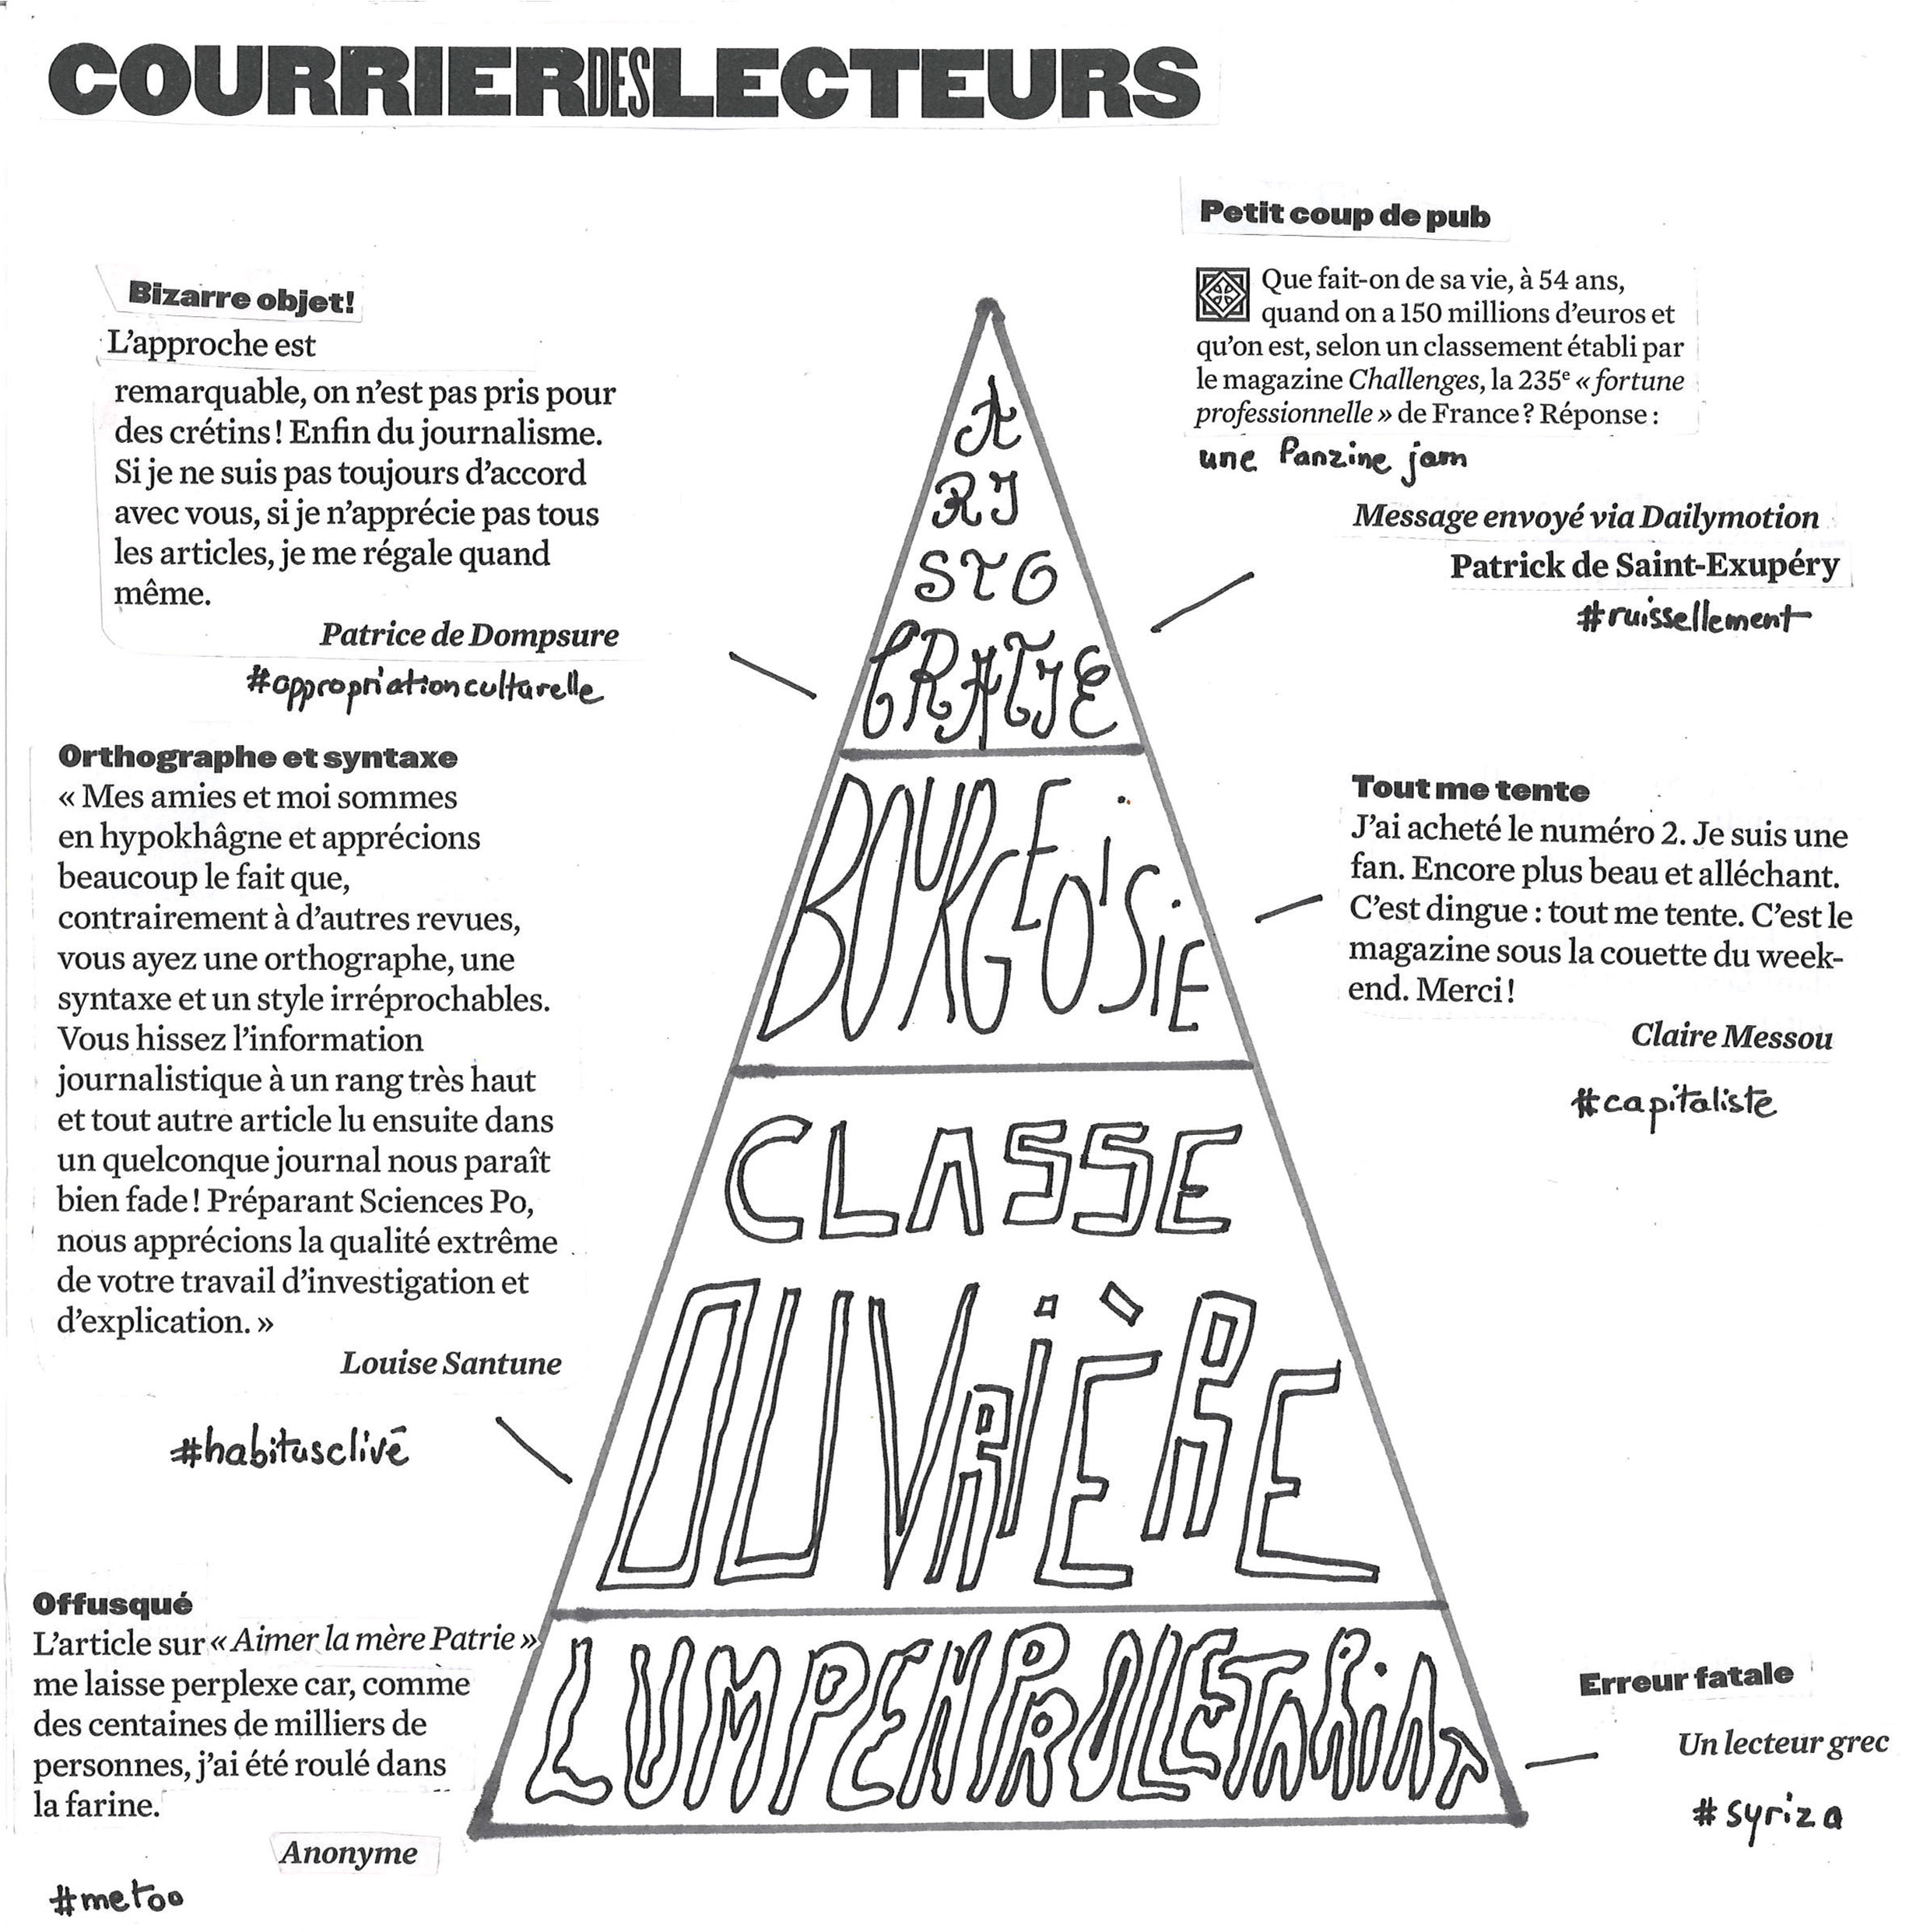 COURRIER DES LECTEURS
Petit coup de pub
Que fait-on de sa vie, à 54 ans,
quand on a 150 millions d'euros et
qu'on est, selon un classement établi par
le magazine Challenges, la 235e « fortune
professionnelle » de France ? Réponse :
une fanzine jam
Message envoyé via Dailymotion
Patrick de Saint-Exupéry
#ruissellement
Bizarre objet!
L'approche est
remarquable, on n'est pas pris pour
des crétins ! Enfin du journalisme.
Si je ne suis pas toujours d'accord
avec vous, si je n'apprécie pas tous
les articles, je me régale quand
même.
Patrice de Dompsure
#appropriationculturelle
A
RI
STO
CRATIE
BOURGEOISIE
CLASSE
OUVRIÈRE
LUMPENPROLETARIAT
Orthographe et syntaxe
« Mes amies et moi sommes
en hypokhâgne et apprécions
beaucoup le fait que,
contrairement à d'autres revues,
vous ayez une orthographe, une
syntaxe et un style irréprochables.
Vous hissez l'information
journalistique à un rang très haut
et tout autre article lu ensuite dans
un quelconque journal nous paraît
bien fade ! Préparant Sciences Po,
nous apprécions la qualité extrême
de votre travail d'investigation et
d'explication. »
Louise Santune
#habitusclivé
Tout me tente
J'ai acheté le numéro 2. Je suis une
fan. Encore plus beau et alléchant.
C'est dingue : tout me tente. C'est le
magazine sous la couette du week-
end. Merci !
Claire Messou
#capitaliste
Offusqué
L'article sur « Aimer la mère Patrie »
me laisse perplexe car, comme
des centaines de milliers de
personnes, j'ai été roulé dans
la farine.
Anonyme
#metoo
Erreur fatale
Un lecteur grec
#syriza